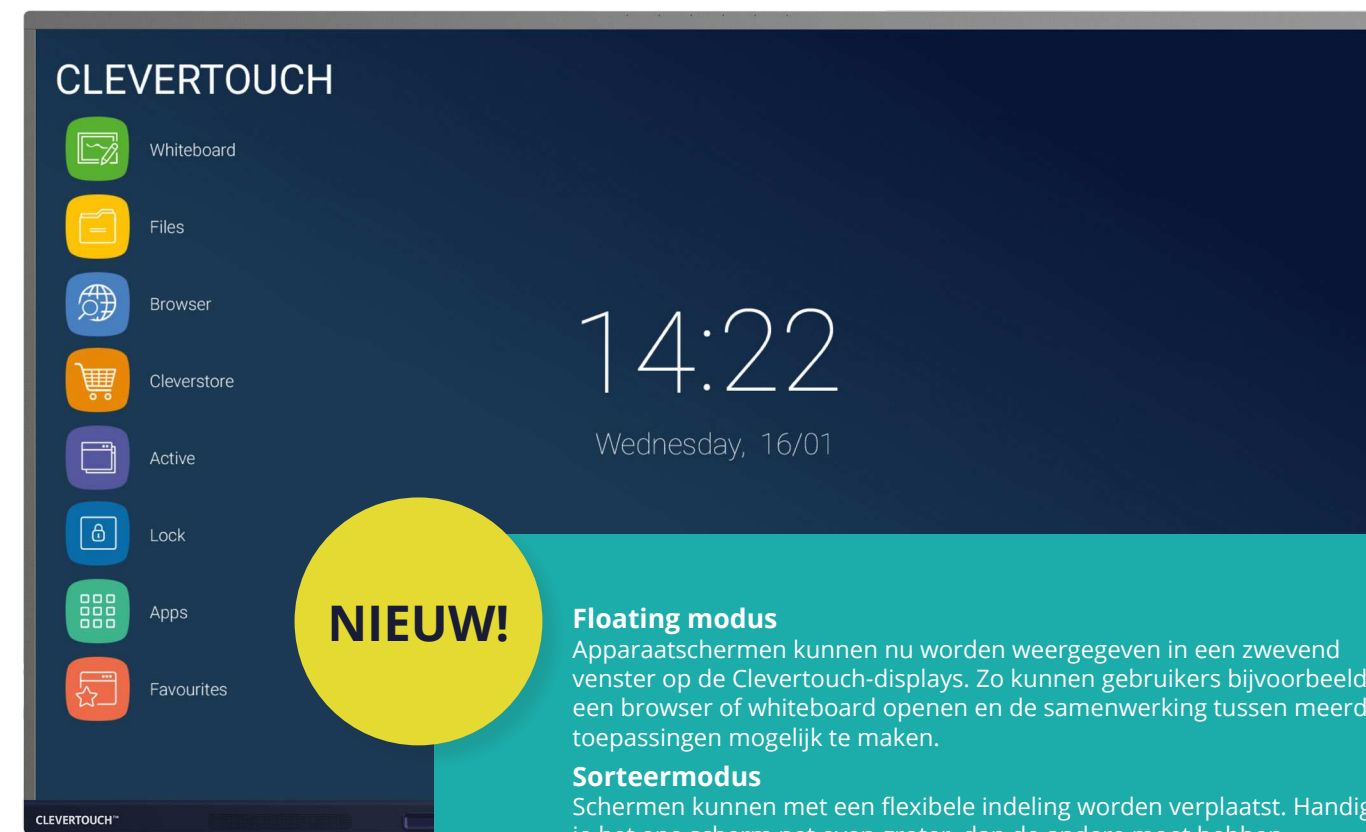 CLEVERTOUCH
Whiteboard
Files
Browser
Cleverstore
Active
Lock
Apps
Favourites
14:22
Wednesday, 16/01
NIEUW!
Floating modus
Apparaatschermen kunnen nu worden weergegeven in een zwevend
venster op de Clevertouch-displays. Zo kunnen gebruikers bijvoorbeeld
een browser of whiteboard openen en de samenwerking tussen meerd
toepassingen mogelijk te maken.
Sorteermodus
Schermen kunnen met een flexibele indeling worden verplaatst. Handig
CLEVERTOUCH™